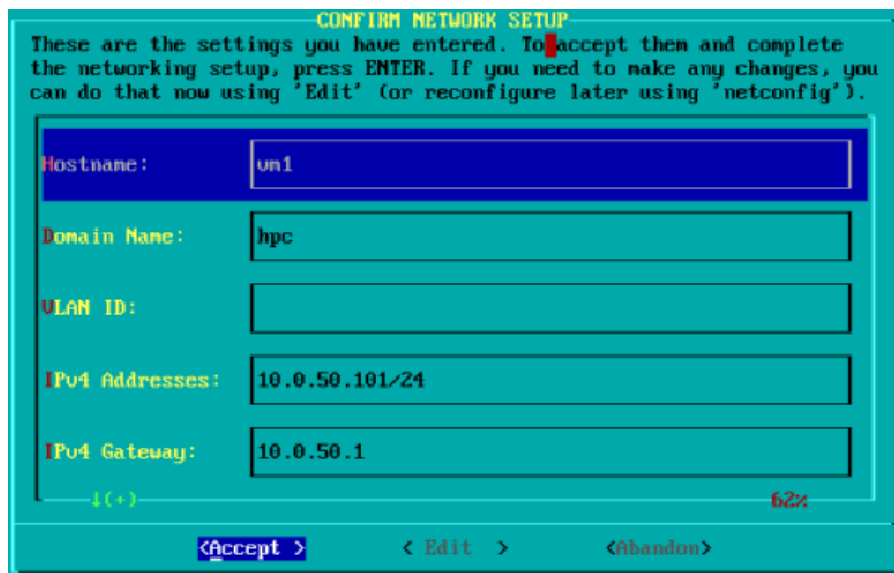 CONFIRM NETWORK SETUP
These are the settings you have entered. To accept them and complete
the networking setup, press ENTER. If you need to make any changes, you
can do that now using 'Edit' (or reconfigure later using 'netconfig').
Hostname: vm1
Domain Name: hpc
VLAN ID:
IPv4 Addresses: 10.0.50.101/24
IPv4 Gateway: 10.0.50.1
↓(+) 62%
<Accept > < Edit > <Abandon>